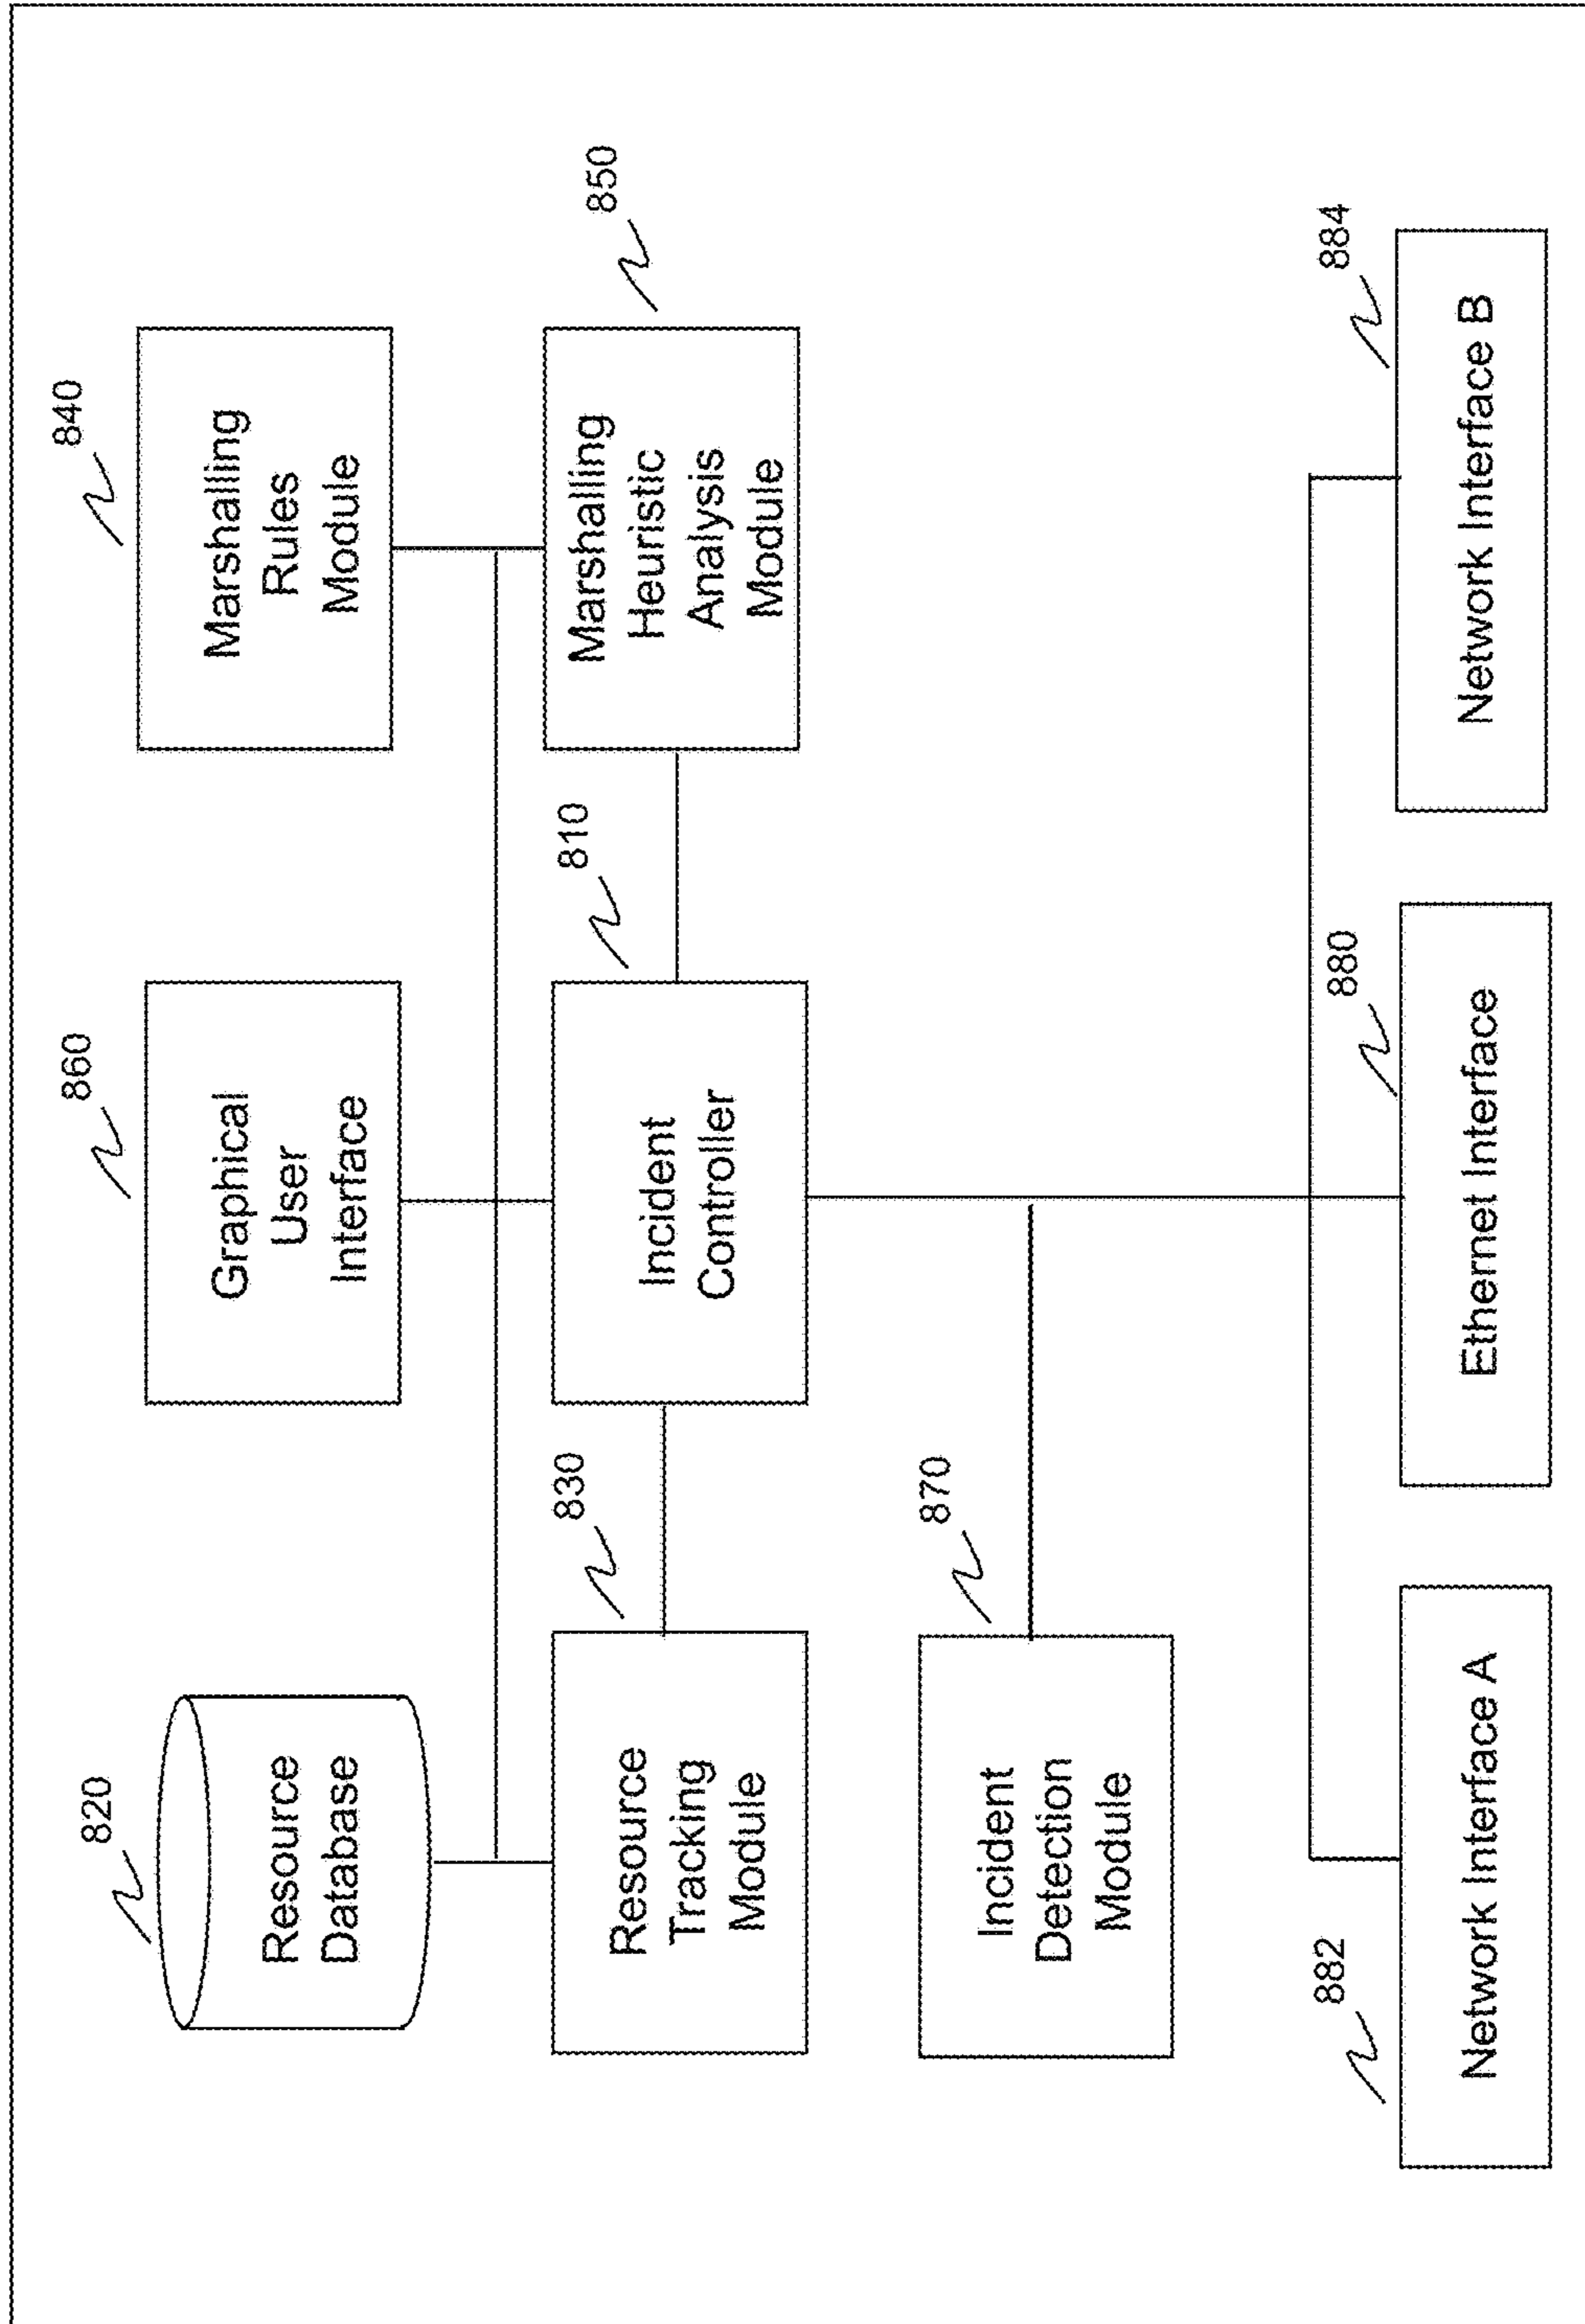 820
Resource
Database
860
Graphical
User
Interface
840
Marshalling
Rules
Module
830
Resource
Tracking
Module
810
Incident
Controller
850
Marshalling
Heuristic
Analysis
Module
870
Incident
Detection
Module
882
Network Interface A
880
Ethernet Interface
884
Network Interface B